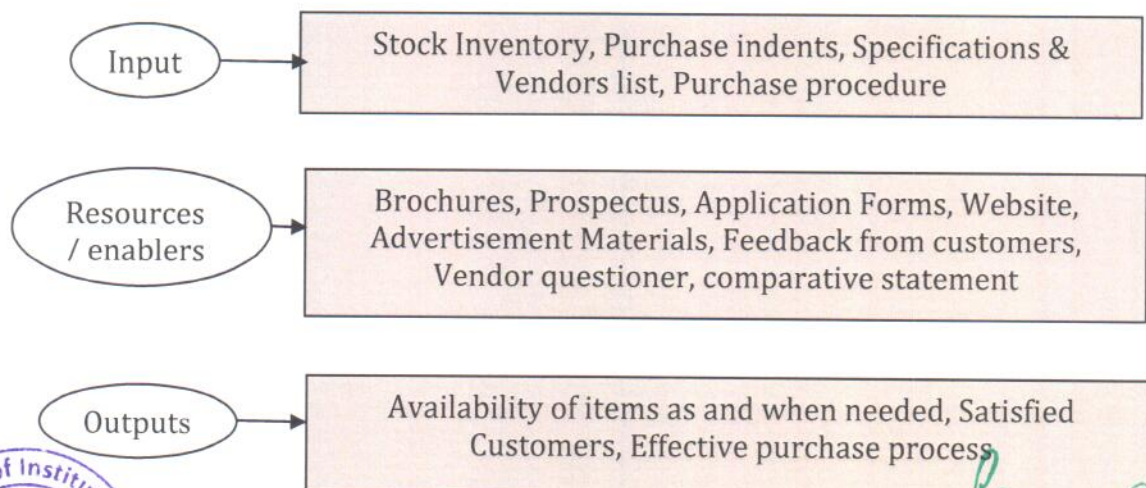 Input
Stock Inventory, Purchase indents, Specifications &
Vendors list, Purchase procedure
Resources
/ enablers
Brochures, Prospectus, Application Forms, Website,
Advertisement Materials, Feedback from customers,
Vendor questioner, comparative statement
Outputs
Availability of items as and when needed, Satisfied
Customers, Effective purchase process
of Institu